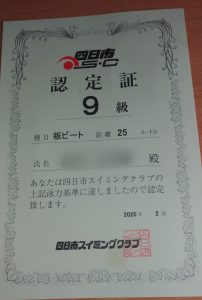 四日市
S.C
認定証
9級
種目 板ビート 距離 25 メートル
氏名 殿
あなたは四日市スイミングクラブの
上記泳力基準に達しましたので認定
致します。
2020年 2月
四日市スイミングクラブ